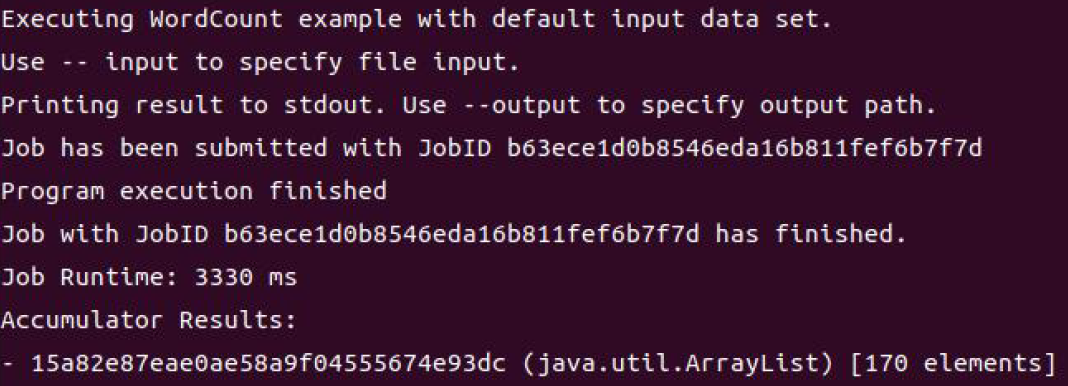 Executing WordCount example with default input data set.
Use -- input to specify file input.
Printing result to stdout. Use --output to specify output path.
Job has been submitted with JobID b63ece1d0b8546eda16b811fef6b7f7d
Program execution finished
Job with JobID b63ece1d0b8546eda16b811fef6b7f7d has finished.
Job Runtime: 3330 ms
Accumulator Results:
- 15a82e87eae0ae58a9f04555674e93dc (java.util.ArrayList) [170 elements]